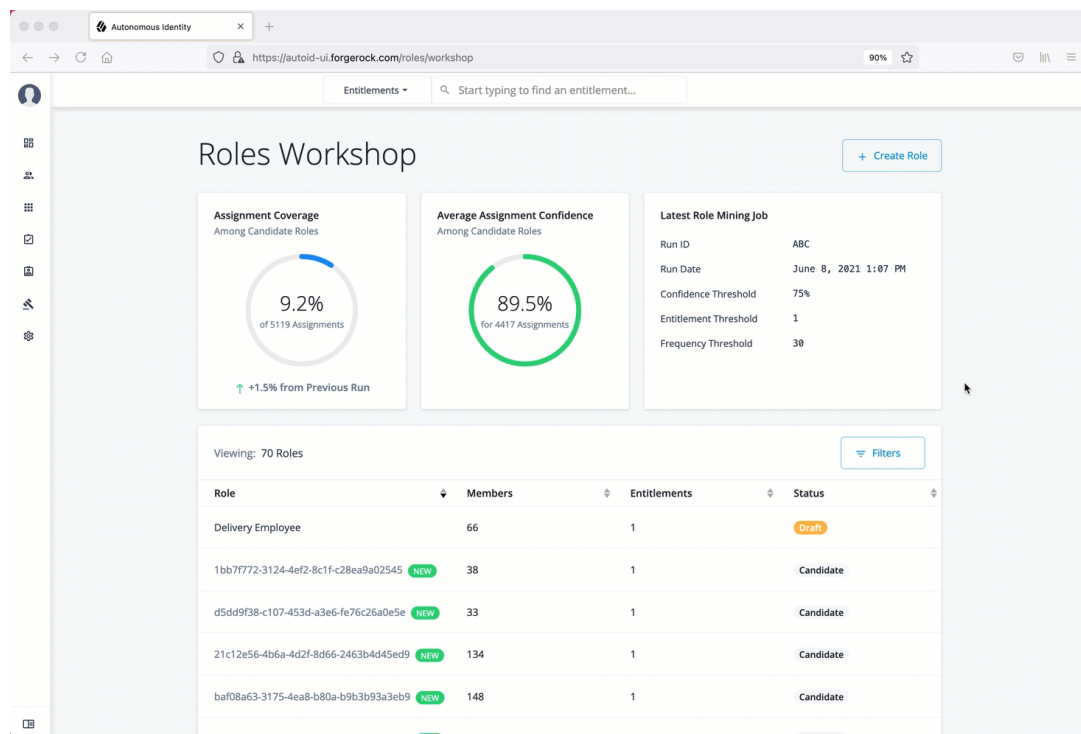 Autonomous Identity
https://autoid-ui.forgerock.com/roles/workshop
90%
Entitlements
Start typing to find an entitlement...
Roles Workshop
+ Create Role
Assignment Coverage
Among Candidate Roles
9.2%
of 5119 Assignments
+1.5% from Previous Run
Average Assignment Confidence
Among Candidate Roles
89.5%
for 4417 Assignments
Latest Role Mining Job
Run ID ABC
Run Date June 8, 2021 1:07 PM
Confidence Threshold 75%
Entitlement Threshold 1
Frequency Threshold 30
Viewing: 70 Roles
Filters
Role Members Entitlements Status
Delivery Employee 66 1 Draft
1bb7f772-3124-4ef2-8c1f-c28ea9a02545 NEW 38 1 Candidate
d5dd9f38-c107-453d-a3e6-fe76c26a0e5e NEW 33 1 Candidate
21c12e56-4b6a-4d2f-8d66-2463b4d45ed9 NEW 134 1 Candidate
baf08a63-3175-4ea8-b80a-b9b3b93a3eb9 NEW 148 1 Candidate